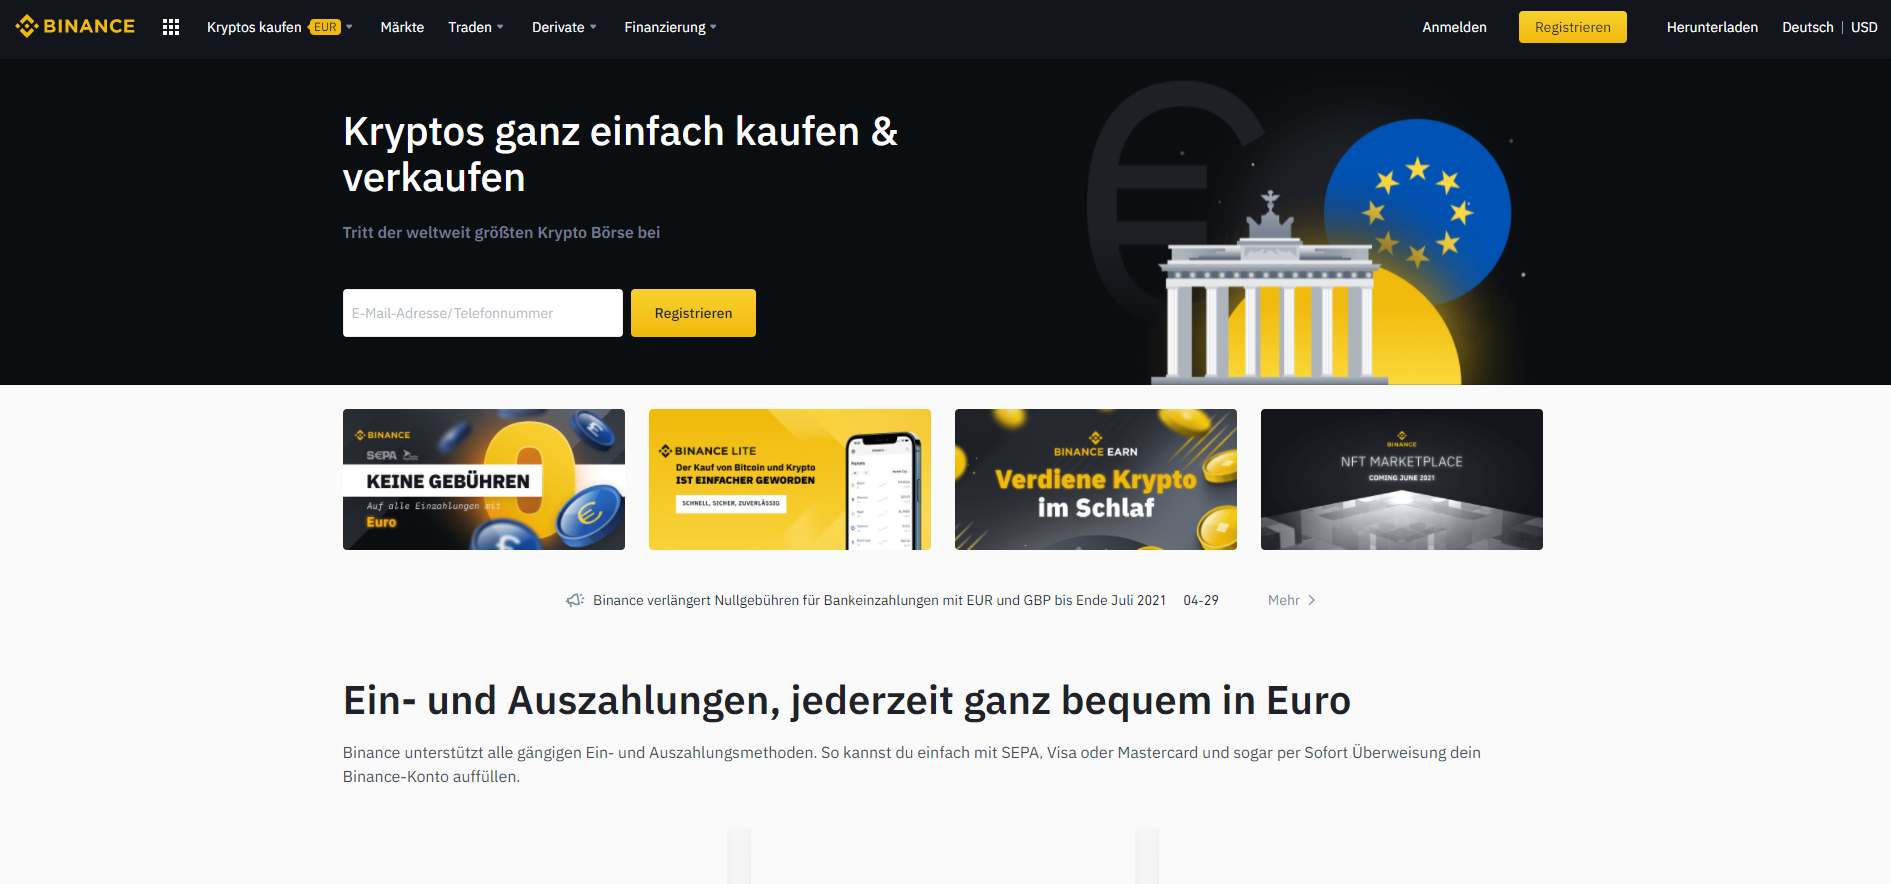 BINANCE
Kryptos kaufen EUR
Märkte
Traden
Derivate
Finanzierung
Anmelden
Registrieren
Herunterladen
Deutsch | USD
Kryptos ganz einfach kaufen &
verkaufen
Tritt der weltweit größten Krypto Börse bei
E-Mail-Adresse/Telefonnummer
Registrieren
BINANCE
SEPA
KEINE GEBÜHREN
Auf alle Einzahlungen mit
Euro
BINANCE LITE
Der Kauf von Bitcoin und Krypto
IST EINFACHER GEWORDEN
SCHNELL, SICHER, ZUVERLÄSSIG
BINANCE EARN
Verdiene Krypto
im Schlaf
BINANCE
NFT MARKETPLACE
COMING JUNE 2021
Binance verlängert Nullgebühren für Bankeinzahlungen mit EUR und GBP bis Ende Juli 2021 04-29
Mehr
Ein- und Auszahlungen, jederzeit ganz bequem in Euro
Binance unterstützt alle gängigen Ein- und Auszahlungsmethoden. So kannst du einfach mit SEPA, Visa oder Mastercard und sogar per Sofort Überweisung dein
Binance-Konto auffüllen.